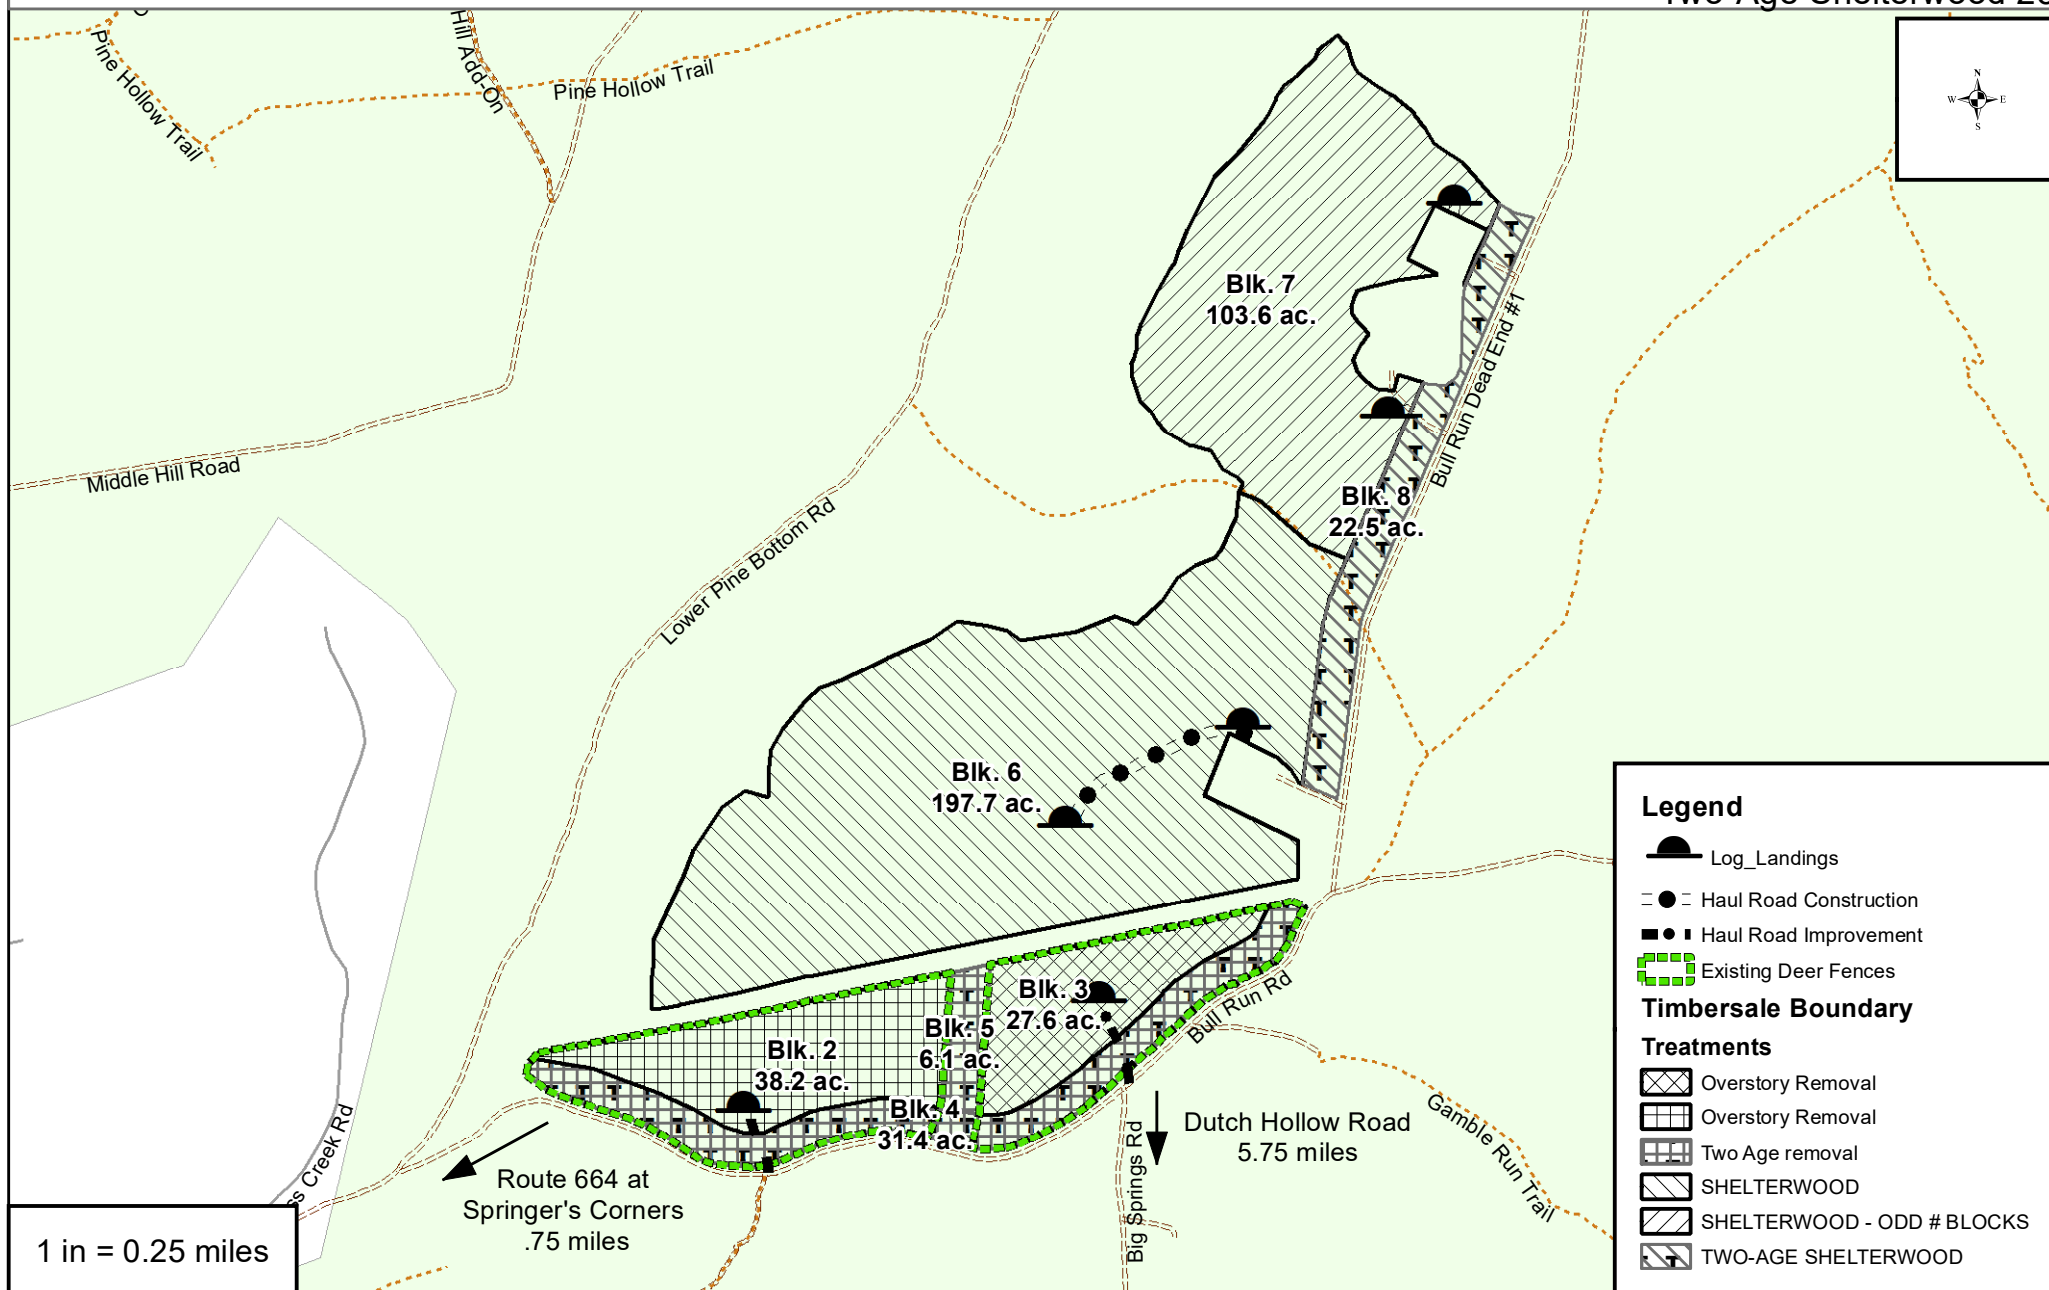 Two-Age Shelterwood 20
Pine Hollow Trail
Hill Add-On
Pine Hollow Trail
N
W E
S
Blk. 7
103.6 ac.
Bull Run Dead End #1
Middle Hill Road
Blk. 8
22.5 ac.
Lower Pine Bottom Rd
Blk. 6
197.7 ac.
Blk. 3
27.6 ac.
Blk. 5
6.1 ac.
Blk. 2
38.2 ac.
Blk. 4
31.4 ac.
Bull Run Rd
ss Creek Rd
Route 664 at
Springer's Corners
.75 miles
Big Springs Rd
Dutch Hollow Road
5.75 miles
Gamble Run Trail
1 in = 0.25 miles
Legend
Log_Landings
Haul Road Construction
Haul Road Improvement
Existing Deer Fences
Timbersale Boundary
Treatments
Overstory Removal
Overstory Removal
Two Age removal
SHELTERWOOD
SHELTERWOOD - ODD # BLOCKS
TWO-AGE SHELTERWOOD